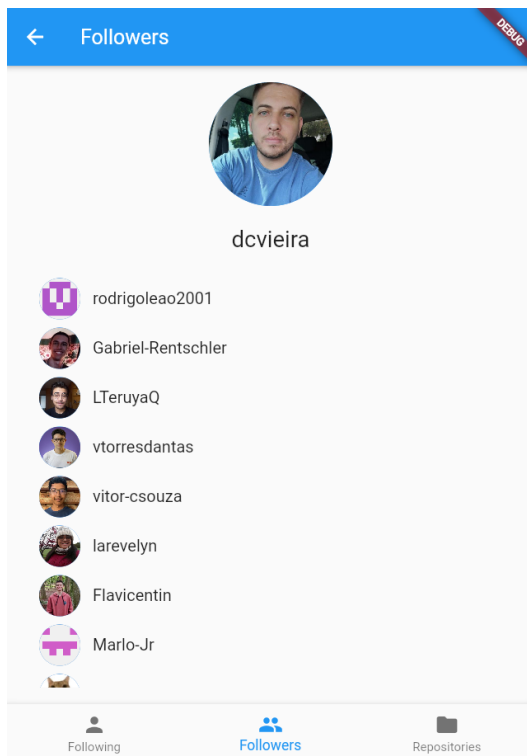 Followers
DEBUG
dcvieira
rodrigoleao2001
Gabriel-Rentschler
LTeruyaQ
vtorresdantas
vitor-csouza
larevelyn
Flavicentin
Marlo-Jr
Following
Followers
Repositories